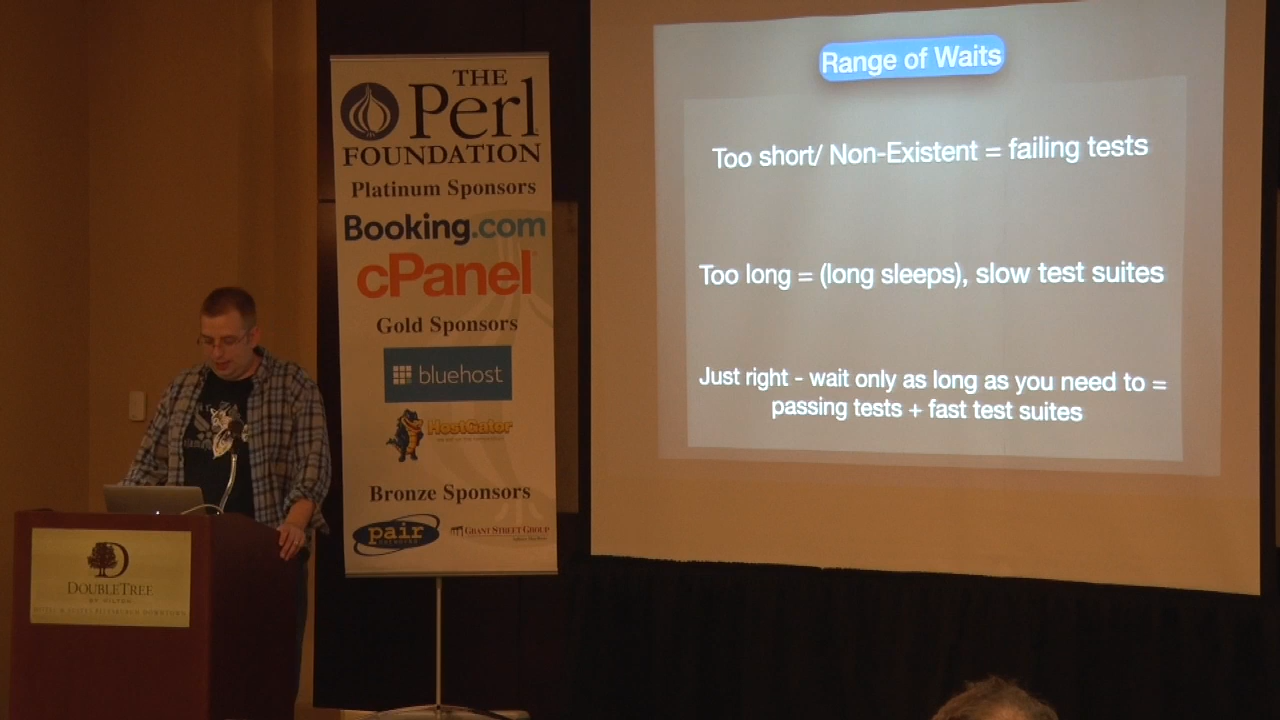 THE
Perl
FOUNDATION
Platinum Sponsors
Booking.com
cPanel
Gold Sponsors
bluehost
HostGator
Bronze Sponsors
pair
networks
GRANT STREET GROUP
DOUBLETREE
BY HILTON
Range of Waits
Too short/ Non-Existent = failing tests
Too long = (long sleeps), slow test suites
Just right - wait only as long as you need to =
passing tests + fast test suites